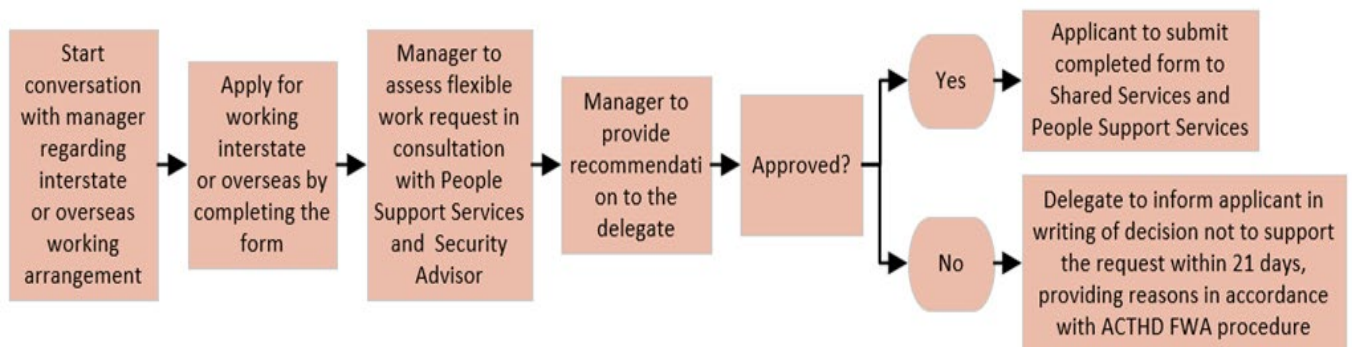 Start
conversation
with manager
regarding
interstate
or overseas
working
arrangement
Apply for
working
interstate
or overseas by
completing the
form
Manager to
assess flexible
work request in
consultation
with People
Support Services
and Security
Advisor
Manager to
provide
recommendati
on to the
delegate
Approved?
Yes
Applicant to submit
completed form to
Shared Services and
People Support Services
No
Delegate to inform applicant in
writing of decision not to support
the request within 21 days,
providing reasons in accordance
with ACTHD FWA procedure